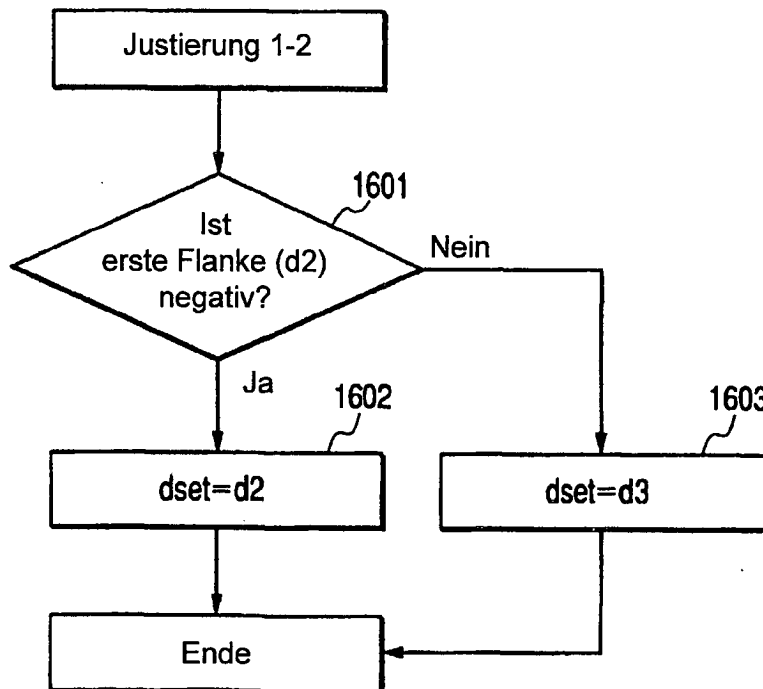 Justierung 1-2
1601
Ist
erste Flanke (d2)
negativ?
Nein
Ja
1602
dset=d2
1603
dset=d3
Ende